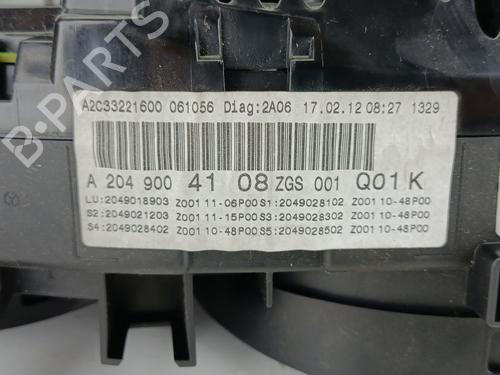 A2C33221600 061056 Diag:2A06 17.02.12 08:27 1329
A 204 900 41 08 ZGS 001 Q01 K
LU:2049018903 Z001 11-06P00 S1:2049028102 Z001 10-48P00
S2:2049021203 Z001 11-15P00 S3:2049028302 Z001 10-48P00
S4:2049028402 Z001 10-48P00 S5:2049028502 Z001 10-48P00
B-PARTS